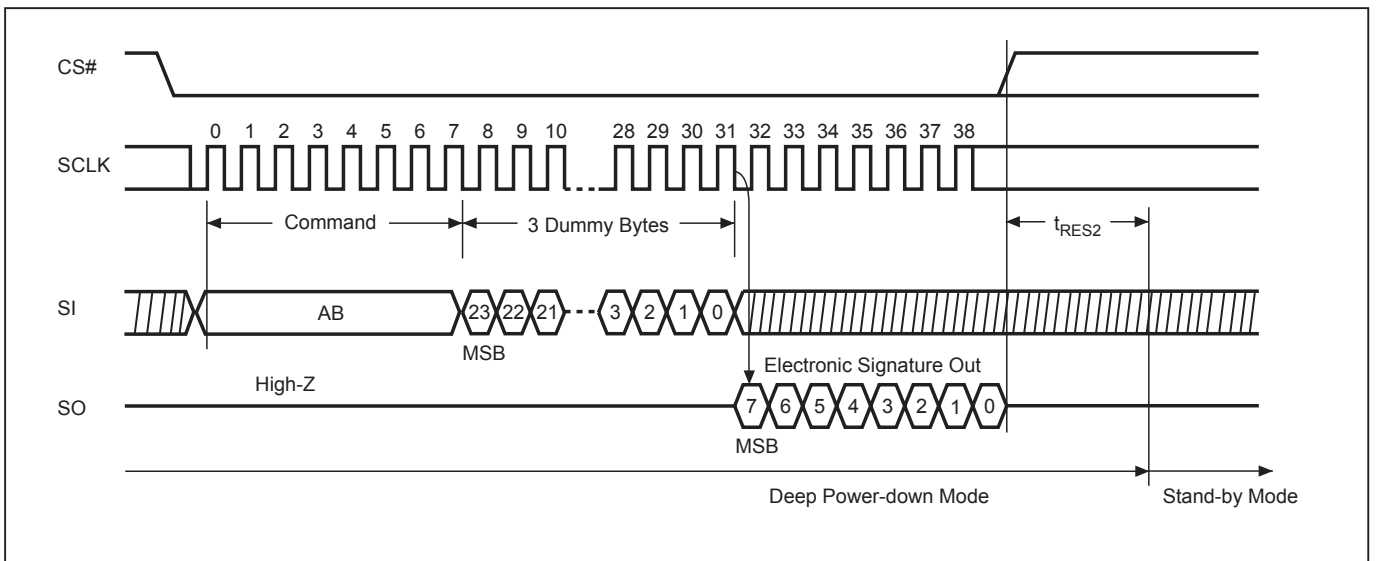 CS#
0 1 2 3 4 5 6 7 8 9 10 28 29 30 31 32 33 34 35 36 37 38
SCLK
Command 3 Dummy Bytes tRES2
SI AB 23 22 21 3 2 1 0
MSB
High-Z Electronic Signature Out
SO 7 6 5 4 3 2 1 0
MSB
Deep Power-down Mode Stand-by Mode